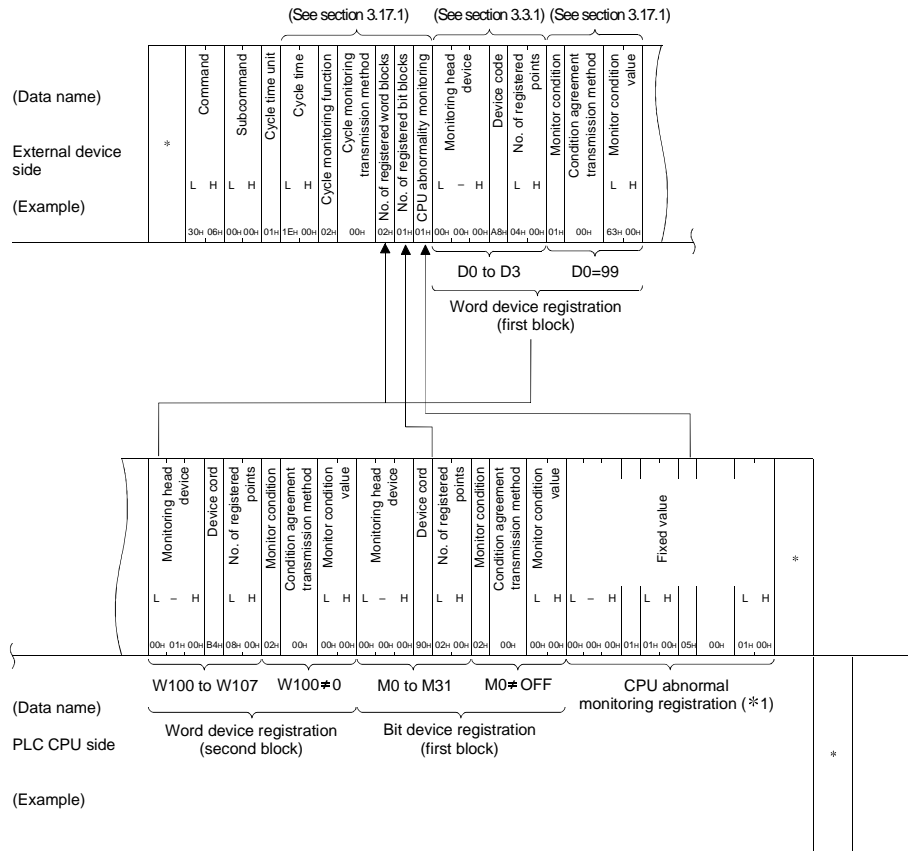 (See section 3.17.1) (See section 3.3.1) (See section 3.17.1)
(Data name)
External device
side
(Example)
*
Command
Subcommand
Cycle time unit
Cycle time
Cycle monitoring function
Cycle monitoring
transmission method
No. of registered word blocks
No. of registered bit blocks
CPU abnormality monitoring
Monitoring head
device
Device code
No. of registered
points
Monitor condition
Condition agreement
transmission method
Monitor condition
value
L H L H L H L – H L H L H
30H 06H 00H 00H 01H 1EH 00H 02H 00H 02H 01H 01H 00H 00H 00H A8H 04H 00H 01H 00H 63H 00H
D0 to D3 D0=99
Word device registration
(first block)
Monitoring head
device
Device cord
No. of registered
points
Monitor condition
Condition agreement
transmission method
Monitor condition
value
Monitoring head
device
Device cord
No. of registered
points
Monitor condition
Condition agreement
transmission method
Monitor condition
value
Fixed value
*
L – H L H L H L – H L H L H L – H L H L H
00H 01H 00H B4H 08H 00H 02H 00H 00H 00H 00H 00H 00H 90H 02H 00H 02H 00H 00H 00H 00H 00H 00H 01H 01H 00H 05H 00H 01H 00H
W100 to W107 W100≠0 M0 to M31 M0≠OFF CPU abnormal
monitoring registration (*1)
(Data name)
Word device registration
(second block)
Bit device registration
(first block)
PLC CPU side
*
(Example)